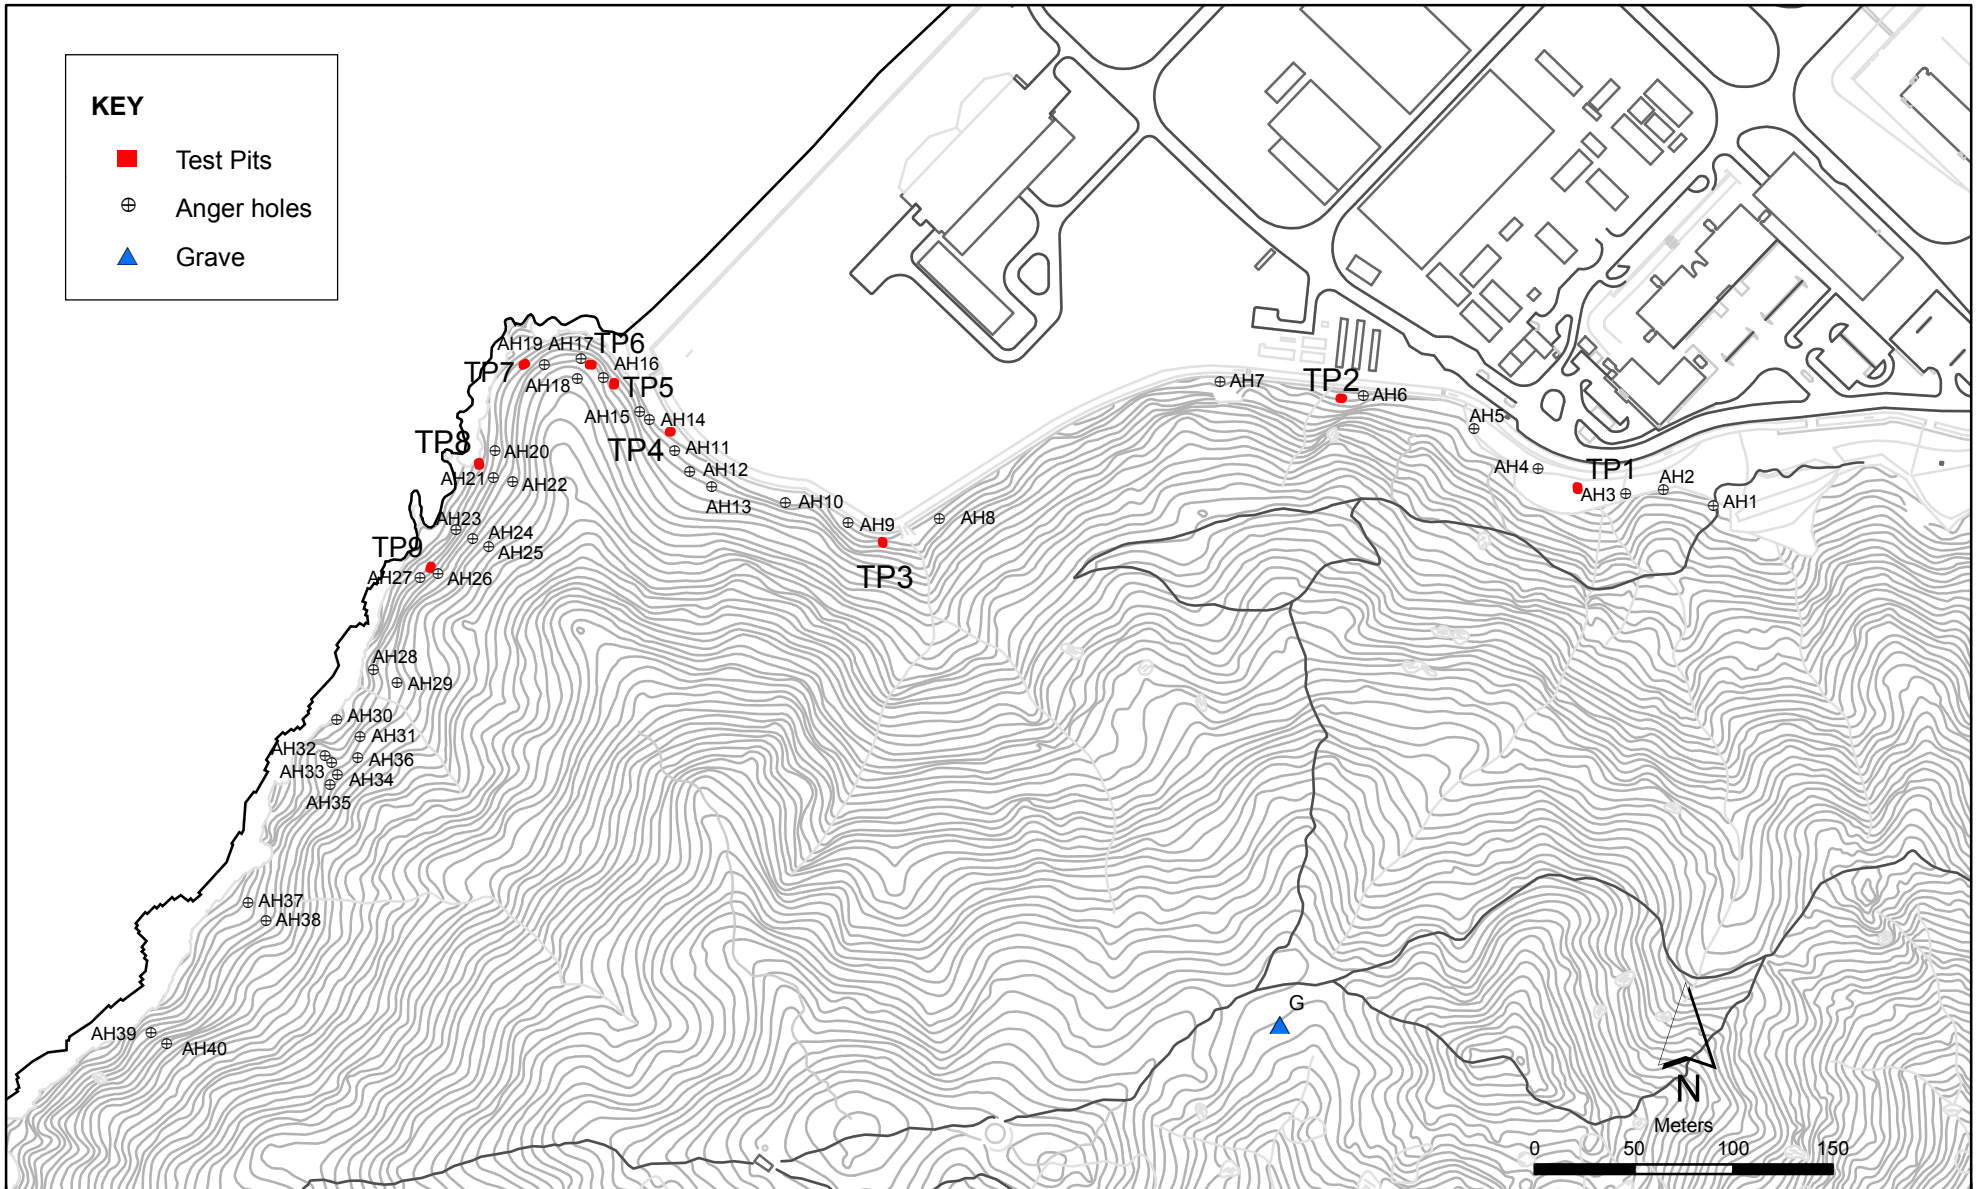 KEY
Test Pits
Anger holes
Grave
AH19 AH17 TP6
AH16
TP7
AH18 TP5
AH15 AH14
TP4 AH11
AH12
AH13
AH10
AH9
AH8
TP3
AH7
TP2
AH6
AH5
AH4
TP1
AH3
AH2
AH1
TP8
AH20
AH21 AH22
AH23
AH24
AH25
TP9
AH27 AH26
AH28
AH29
AH30
AH31
AH32
AH36
AH33 AH34
AH35
AH37
AH38
AH39
AH40
G
N
Meters
0 50 100 150